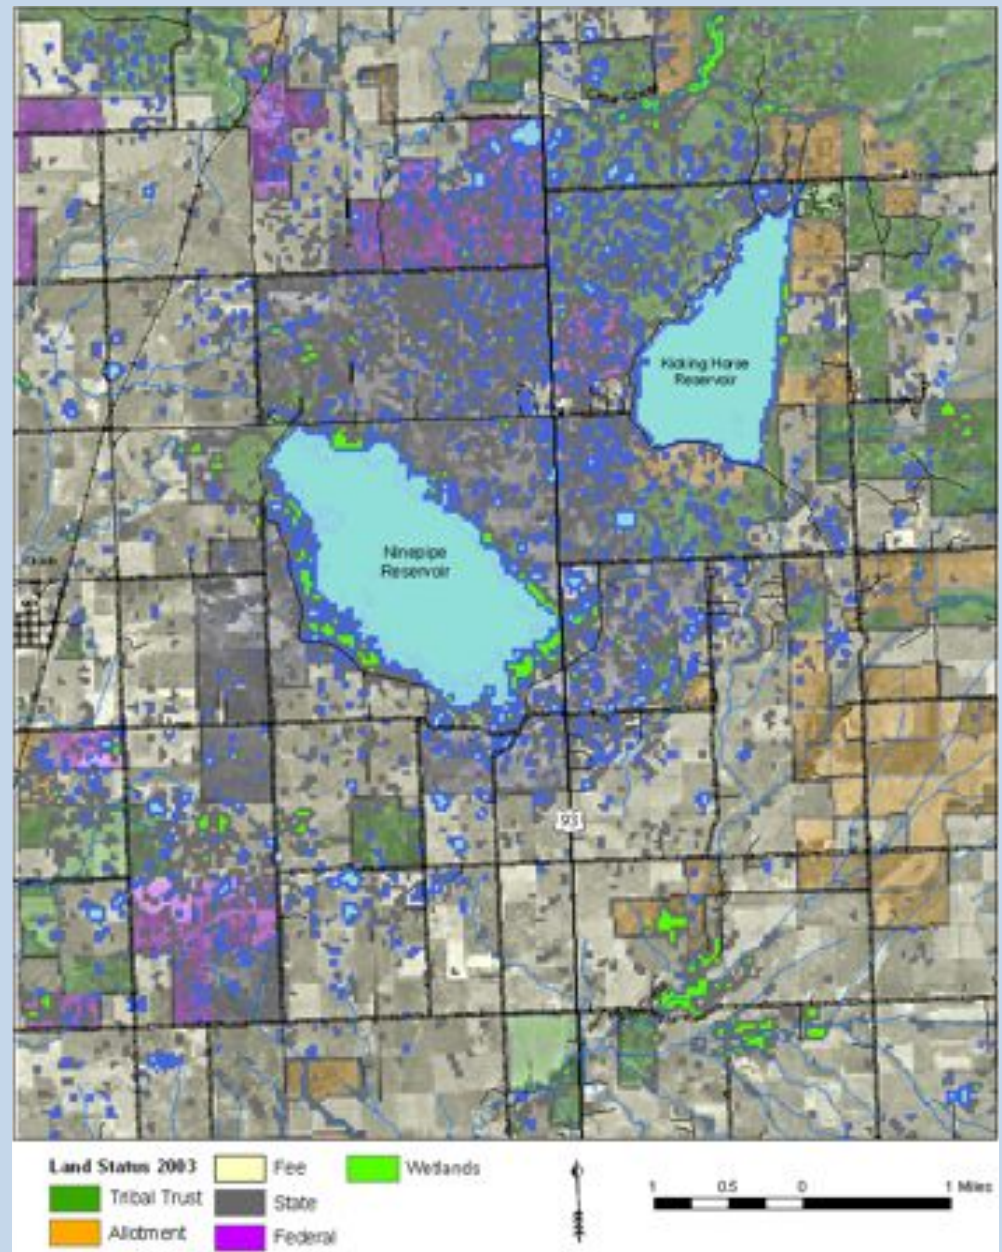 Kicking Horse
Reservoir
Ninepipe
Reservoir
93
Land Status 2003
Tribal Trust
Allotment
Fee
State
Federal
Wetlands
1 0.5 0 1 Miles